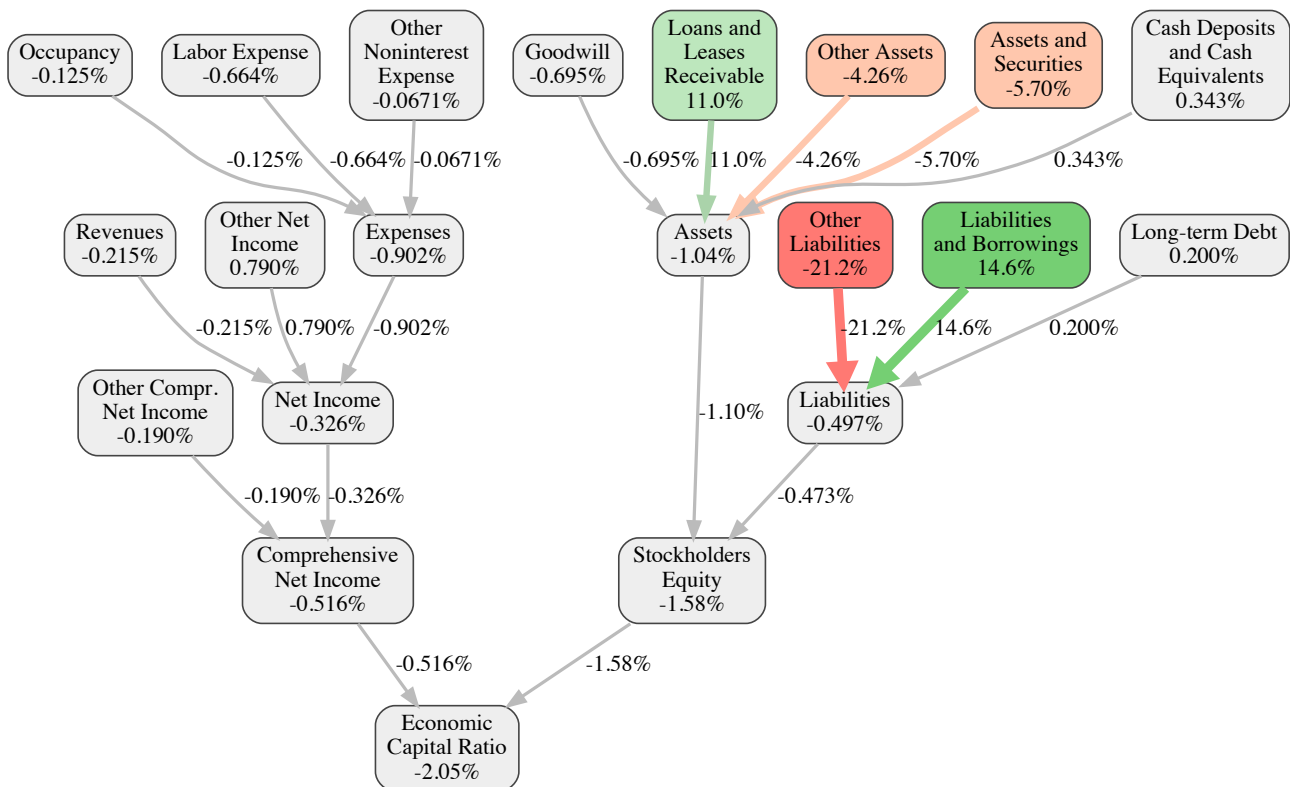 Occupancy
-0.125%
Labor Expense
-0.664%
Other
Noninterest
Expense
-0.0671%
Goodwill
-0.695%
Loans and
Leases
Receivable
11.0%
Other Assets
-4.26%
Assets and
Securities
-5.70%
Cash Deposits
and Cash
Equivalents
0.343%
-0.125%
-0.664%
-0.0671%
-0.695%
11.0%
-4.26%
-5.70%
0.343%
Revenues
-0.215%
Other Net
Income
0.790%
Expenses
-0.902%
Assets
-1.04%
Other
Liabilities
-21.2%
Liabilities
and Borrowings
14.6%
Long-term Debt
0.200%
-0.215%
0.790%
-0.902%
-21.2%
14.6%
0.200%
Other Compr.
Net Income
-0.190%
Net Income
-0.326%
-1.10%
Liabilities
-0.497%
-0.190%
-0.326%
-0.473%
Comprehensive
Net Income
-0.516%
Stockholders
Equity
-1.58%
-0.516%
-1.58%
Economic
Capital Ratio
-2.05%